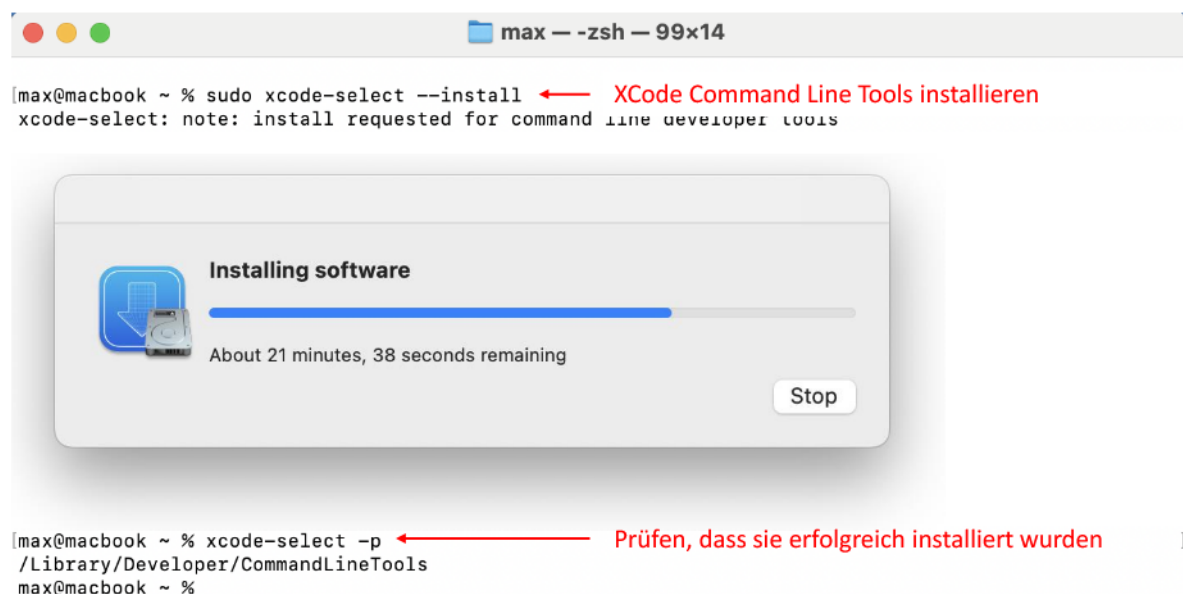 max — -zsh — 99×14
[max@macbook ~ % sudo xcode-select --install XCode Command Line Tools installieren
xcode-select: note: install requested for command line developer tools
Installing software
About 21 minutes, 38 seconds remaining
Stop
[max@macbook ~ % xcode-select -p Prüfen, dass sie erfolgreich installiert wurden
/Library/Developer/CommandLineTools
max@macbook ~ %